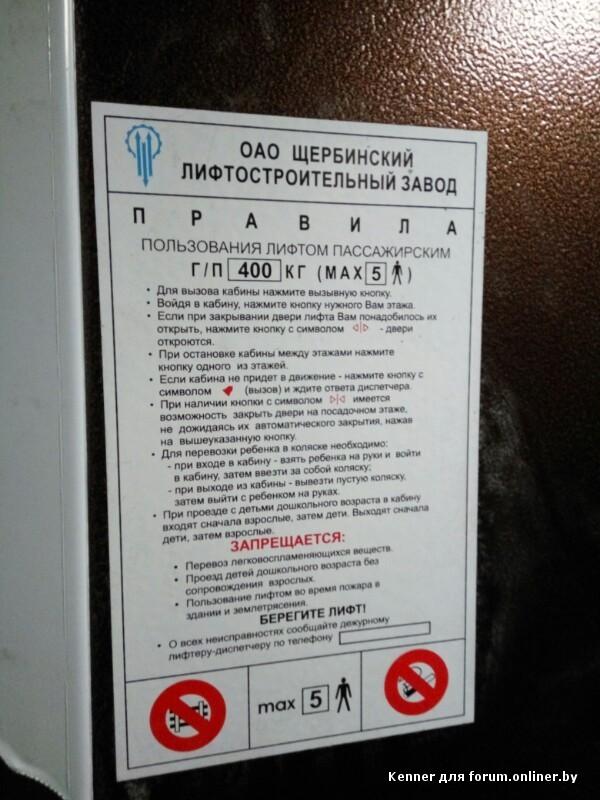 ОАО ЩЕРБИНСКИЙ
ЛИФТОСТРОИТЕЛЬНЫЙ ЗАВОД
П Р А В И Л А
ПОЛЬЗОВАНИЯ ЛИФТОМ ПАССАЖИРСКИМ
Г/П 400 КГ (MAX 5 )
• Для вызова кабины нажмите вызывную кнопку.
• Войдя в кабину, нажмите кнопку нужного Вам этажа.
• Если при закрывании двери лифта Вам понадобилось их
открыть, нажмите кнопку с символом - двери
откроются.
• При остановке кабины между этажами нажмите
кнопку одного из этажей.
• Если кабина не придет в движение - нажмите кнопку с
символом (вызов) и ждите ответа диспетчера.
• При наличии кнопки с символом имеется
возможность закрыть двери на посадочном этаже,
не дожидаясь их автоматического закрытия, нажав
на вышеуказанную кнопку.
• Для перевозки ребенка в коляске необходимо:
- при входе в кабину - взять ребенка на руки и войти
в кабину, затем ввезти за собой коляску;
- при выходе из кабины - вывезти пустую коляску,
затем выйти с ребенком на руках.
• При проезде с детьми дошкольного возраста в кабину
входят сначала взрослые, затем дети. Выходят сначала
дети, затем взрослые.
ЗАПРЕЩАЕТСЯ:
• Перевоз легковоспламеняющихся веществ.
• Проезд детей дошкольного возраста без
сопровождения взрослых.
• Пользование лифтом во время пожара в
здании и землетрясения.
БЕРЕГИТЕ ЛИФТ!
• О всех неисправностях сообщайте дежурному
лифтеру-диспетчеру по телефону
max 5
Kenner для forum.onliner.by